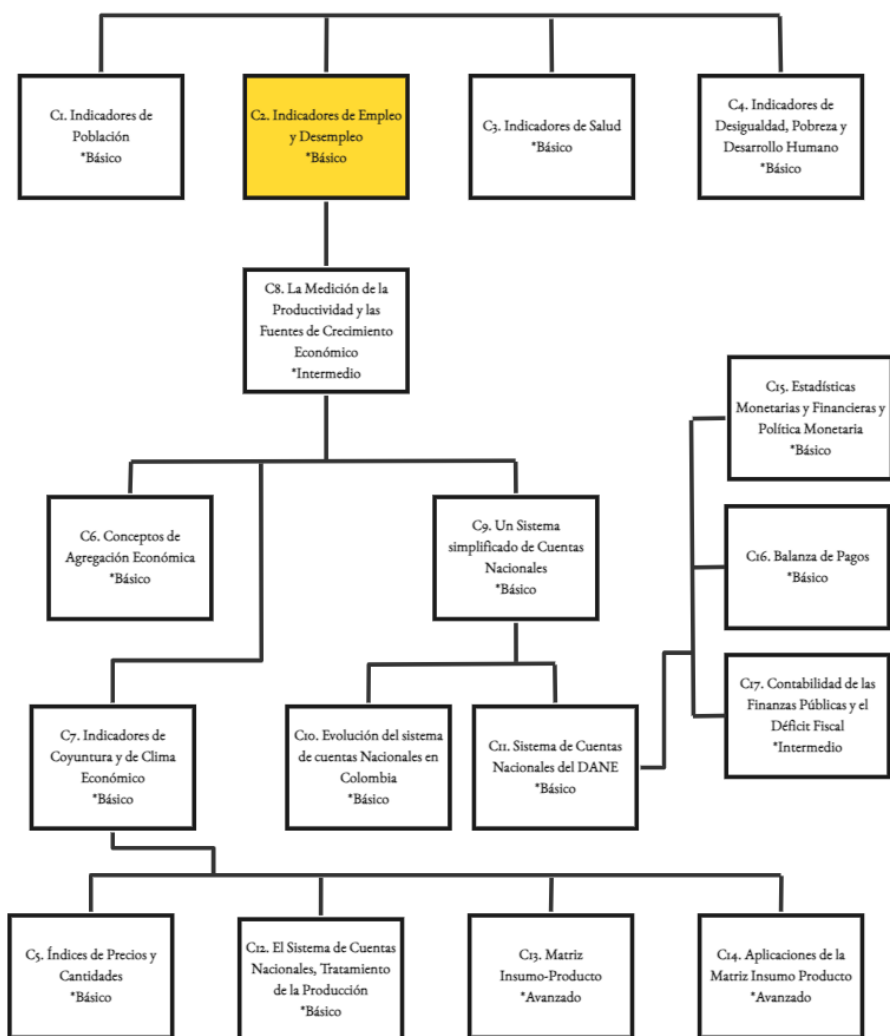 C1. Indicadores de
Población
*Básico
C2. Indicadores de Empleo
y Desempleo
*Básico
C3. Indicadores de Salud
*Básico
C4. Indicadores de
Desigualdad, Pobreza y
Desarrollo Humano
*Básico
C8. La Medición de la
Productividad y las
Fuentes de Crecimiento
Económico
*Intermedio
C15. Estadísticas
Monetarias y Financieras y
Política Monetaria
*Básico
C6. Conceptos de
Agregación Económica
*Básico
C9. Un Sistema
simplificado de Cuentas
Nacionales
*Básico
C16. Balanza de Pagos
*Básico
C7. Indicadores de
Coyuntura y de Clima
Económico
*Básico
C10. Evolución del sistema
de cuentas Nacionales en
Colombia
*Básico
C11. Sistema de Cuentas
Nacionales del DANE
*Básico
C17. Contabilidad de las
Finanzas Públicas y el
Déficit Fiscal
*Intermedio
C5. Índices de Precios y
Cantidades
*Básico
C12. El Sistema de Cuentas
Nacionales, Tratamiento
de la Producción
*Básico
C13. Matriz
Insumo-Producto
*Avanzado
C14. Aplicaciones de la
Matriz Insumo Producto
*Avanzado